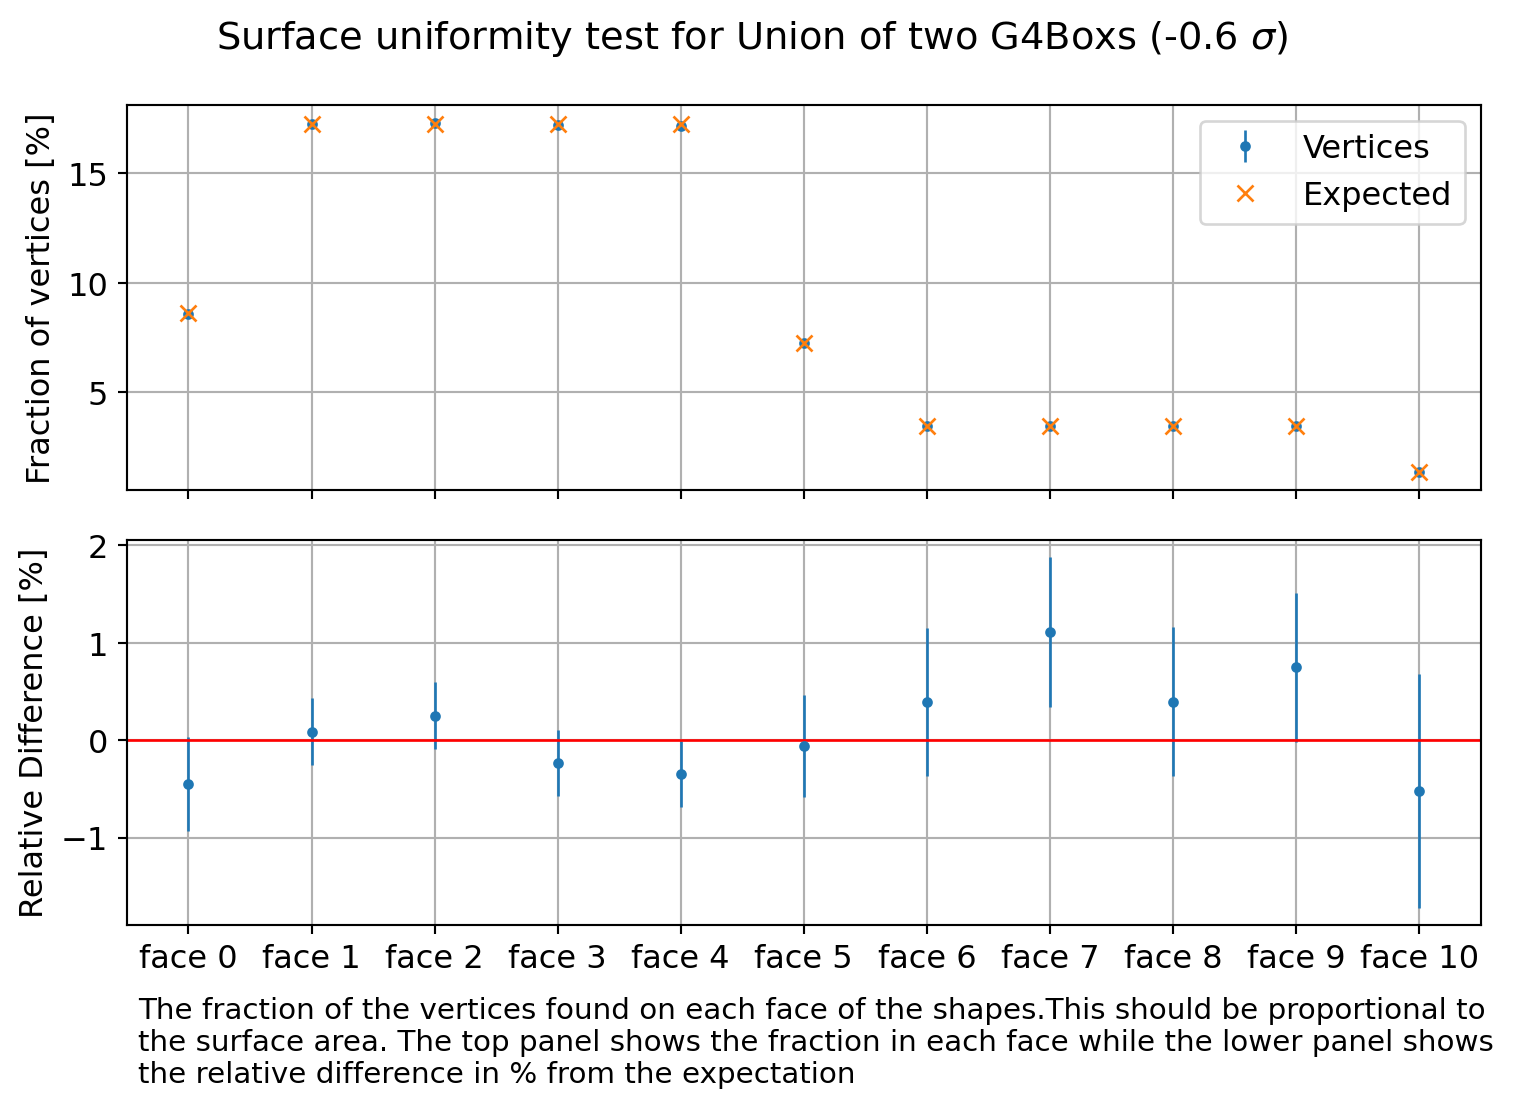 Surface uniformity test for Union of two G4Boxs (-0.6 σ)
Fraction of vertices [%]
15
10
5
Vertices
Expected
Relative Difference [%]
2
1
0
−1
face 0 face 1 face 2 face 3 face 4 face 5 face 6 face 7 face 8 face 9 face 10
The fraction of the vertices found on each face of the shapes.This should be proportional to
the surface area. The top panel shows the fraction in each face while the lower panel shows
the relative difference in % from the expectation